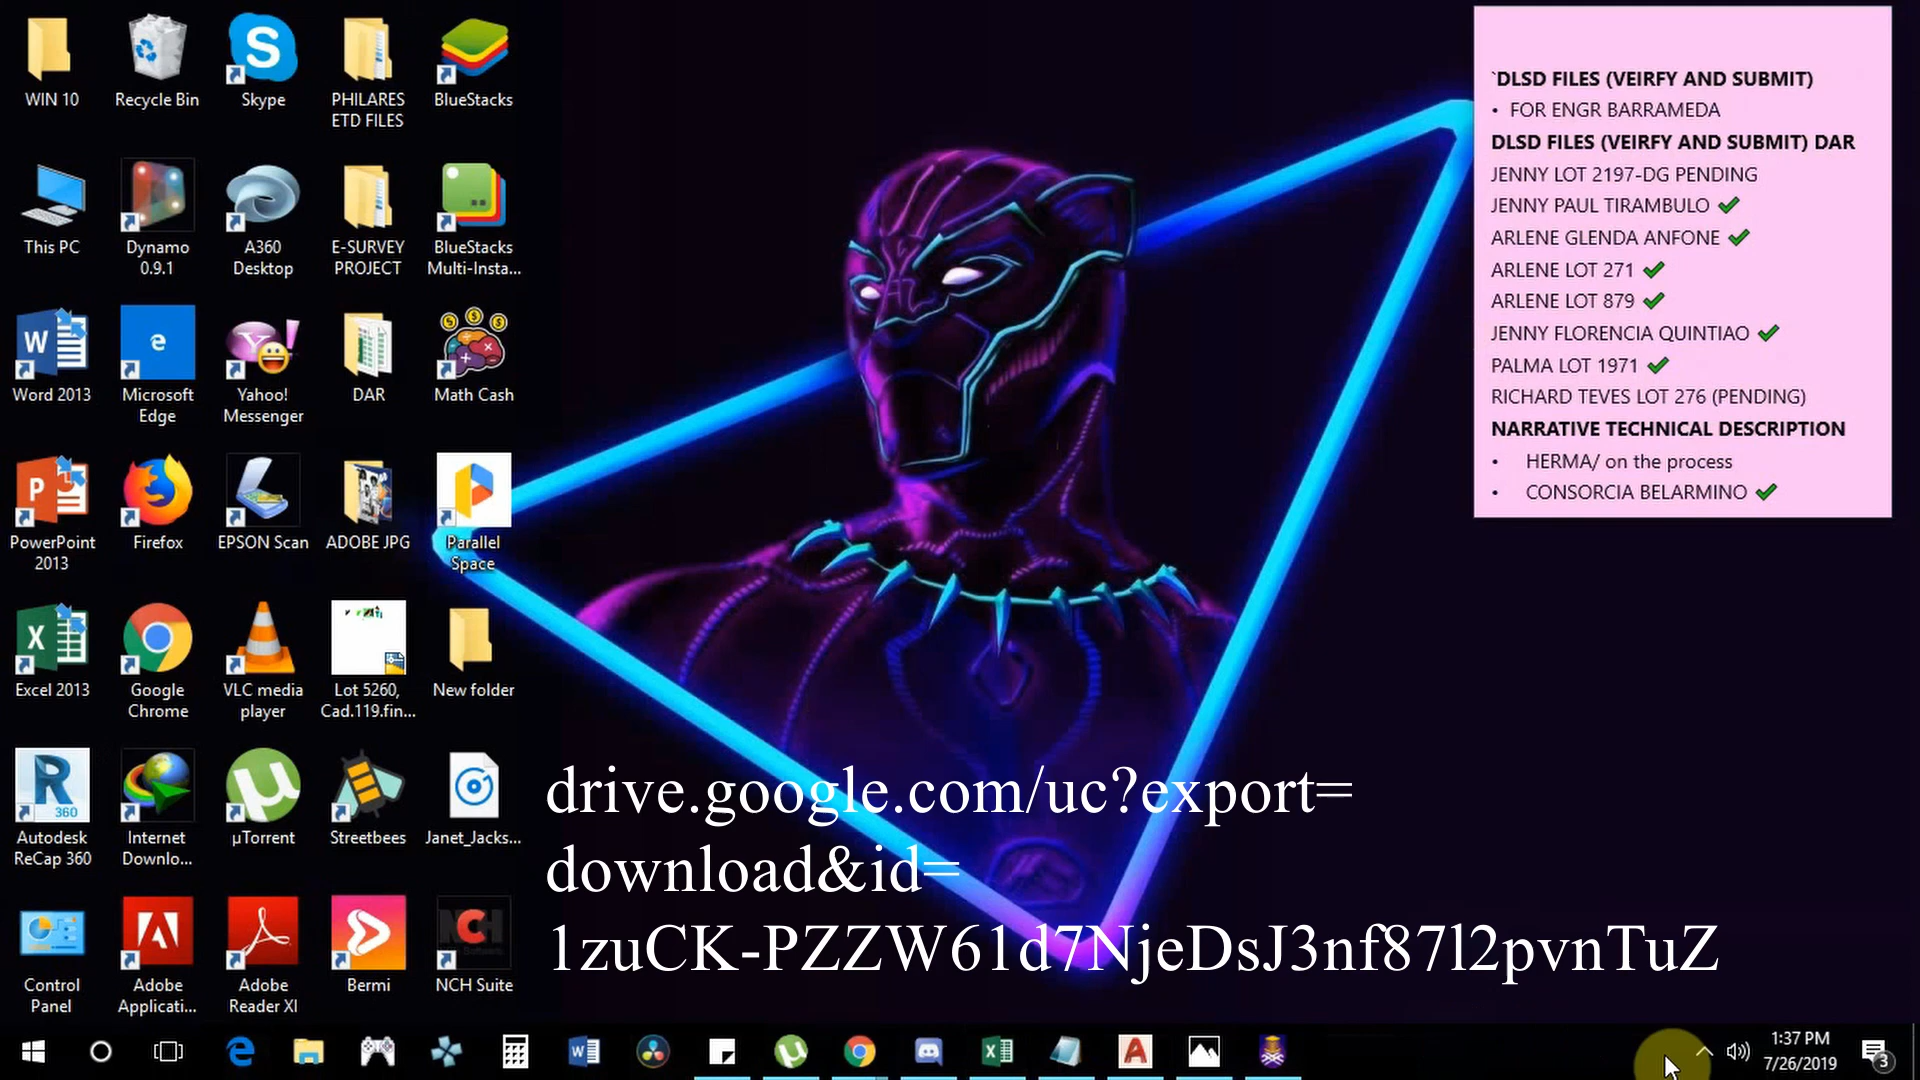 WIN 10
Recycle Bin
Skype
PHILARES
ETD FILES
BlueStacks
This PC
Dynamo
0.9.1
A360
Desktop
E-SURVEY
PROJECT
BlueStacks
Multi-Insta...
Word 2013
Microsoft
Edge
Yahoo!
Messenger
DAR
Math Cash
PowerPoint
2013
Firefox
EPSON Scan
ADOBE JPG
Parallel
Space
Excel 2013
Google
Chrome
VLC media
player
Lot 5260,
Cad.119.fin...
New folder
360
Autodesk
ReCap 360
Internet
Downlo...
µTorrent
Streetbees
Janet_Jacks...
Control
Panel
Adobe
Applicati...
Adobe
Reader XI
Bermi
NCH
NCH Suite
`DLSD FILES (VEIRFY AND SUBMIT)
• FOR ENGR BARRAMEDA
DLSD FILES (VEIRFY AND SUBMIT) DAR
JENNY LOT 2197-DG PENDING
JENNY PAUL TIRAMBULO ✔
ARLENE GLENDA ANFONE ✔
ARLENE LOT 271 ✔
ARLENE LOT 879 ✔
JENNY FLORENCIA QUINTIAO ✔
PALMA LOT 1971 ✔
RICHARD TEVES LOT 276 (PENDING)
NARRATIVE TECHNICAL DESCRIPTION
• HERMA/ on the process
• CONSORCIA BELARMINO ✔
drive.google.com/uc?export=
download&id=
1zuCK-PZZW61d7NjeDsJ3nf87l2pvnTuZ
1:37 PM
7/26/2019
3